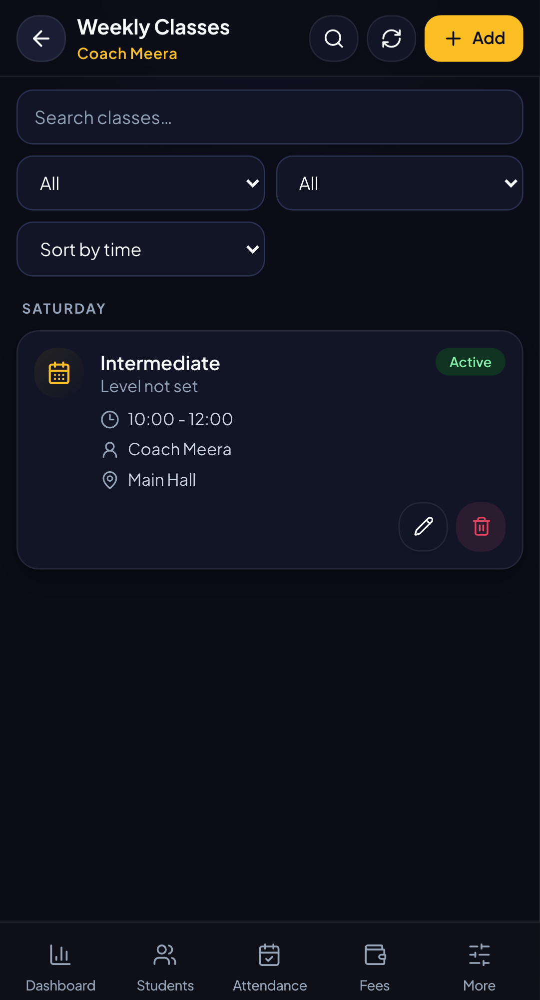 Weekly Classes
Coach Meera
Add
Search classes...
All
All
Sort by time
SATURDAY
Intermediate
Active
Level not set
10:00 - 12:00
Coach Meera
Main Hall
Dashboard
Students
Attendance
Fees
More